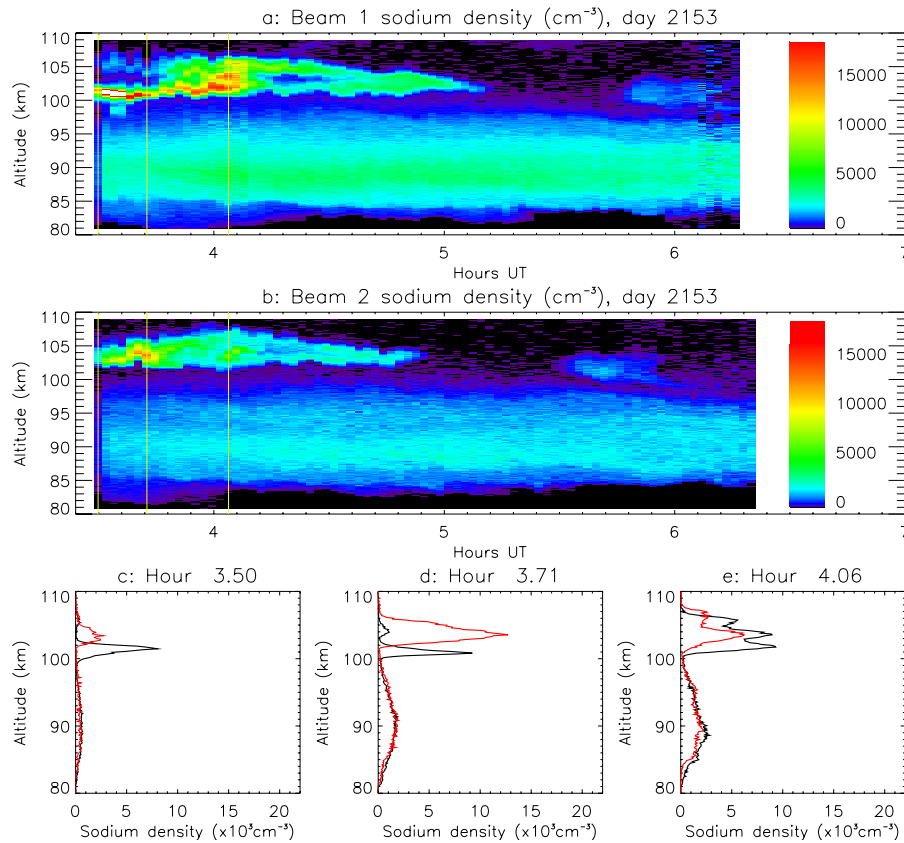 a: Beam 1 sodium density (cm⁻³), day 2153
110
105
100
95
90
85
80
Altitude (km)
15000
10000
5000
0
4 5 6 7
Hours UT
b: Beam 2 sodium density (cm⁻³), day 2153
110
105
100
95
90
85
80
Altitude (km)
15000
10000
5000
0
4 5 6 7
Hours UT
c: Hour 3.50
110
100
90
80
Altitude (km)
0 5 10 15 20
Sodium density (x10³cm⁻³)
d: Hour 3.71
110
100
90
80
Altitude (km)
0 5 10 15 20
Sodium density (x10³cm⁻³)
e: Hour 4.06
110
100
90
80
Altitude (km)
0 5 10 15 20
Sodium density (x10³cm⁻³)